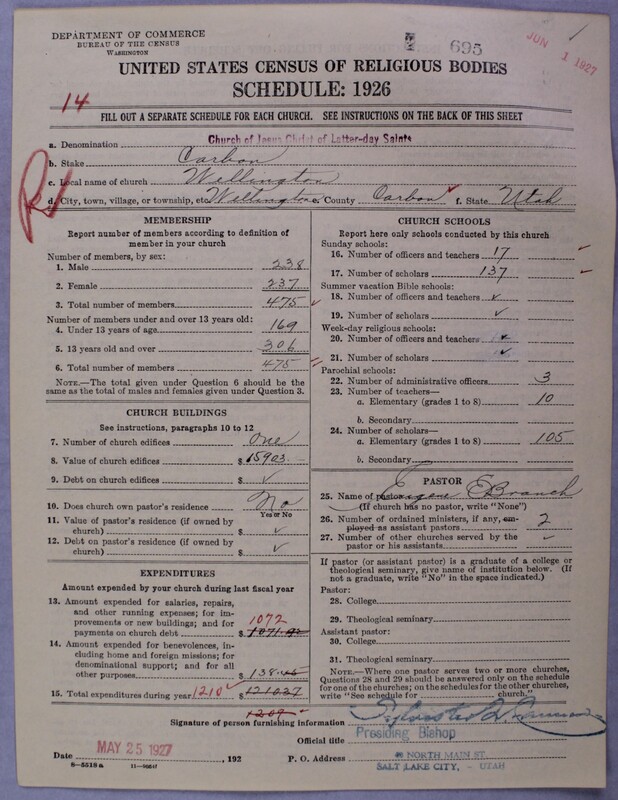 DEPARTMENT OF COMMERCE
BUREAU OF THE CENSUS
WASHINGTON
695
JUN 1 1927
1
UNITED STATES CENSUS OF RELIGIOUS BODIES
SCHEDULE: 1926
14
FILL OUT A SEPARATE SCHEDULE FOR EACH CHURCH. SEE INSTRUCTIONS ON THE BACK OF THIS SHEET
a. Denomination Church of Jesus Christ of Latter-day Saints
b. Stake Carbon
c. Local name of church Wellington
d. City, town, village, or township, etc. Wellington e. County Carbon f. State Utah
MEMBERSHIP
Report number of members according to definition of member in your church
Number of members, by sex:
1. Male 238
2. Female 237
3. Total number of members 475
Number of members under and over 13 years old:
4. Under 13 years of age 169
5. 13 years old and over 306
6. Total number of members 475
NOTE.—The total given under Question 6 should be
same as the total of males and females given under Question 3.
CHURCH BUILDINGS
See instructions, paragraphs 10 to 12
7. Number of church edifices One
8. Value of church edifices $ 15903.
9. Debt on church edifices $ ✓
10. Does church own pastor's residence? No
Yes or No
11. Value of pastor's residence (if owned by
church) $ ✓
12. Debt on pastor's residence (if owned by
church) $ ✓
EXPENDITURES
Amount expended by your church during last fiscal year
13. Amount expended for salaries, repairs,
and other running expenses; for im-
provements or new buildings; and for 1072
payments on church debt $ 1071.92
14. Amount expended for benevolences,
including home and foreign missions; for
denominational support; and for all
other purposes $ 138.45
15. Total expenditures during year 1210 $ 1210.37
1209
CHURCH SCHOOLS
Report here only schools conducted by this church
Sunday schools:
16. Number of officers and teachers 17
17. Number of scholars 137
Summer vacation Bible schools:
18. Number of officers and teachers ✓
19. Number of scholars ✓
Week-day religious schools:
20. Number of officers and teachers ✓
21. Number of scholars ✓
Parochial schools:
22. Number of administrative officers 3
23. Number of teachers—
a. Elementary (grades 1 to 8) 10
b. Secondary
24. Number of scholars—
a. Elementary (grades 1 to 8) 105
b. Secondary
PASTOR
25. Name of pastor Eugene E Branch
(If church has no pastor, write "None")
26. Number of ordained ministers, if any, em-
ployed as assistant pastors 2
27. Number of other churches served by the
pastor or his assistants ✓
If pastor (or assistant pastor) is a graduate of a college or
theological seminary, give name of institution below. (If
not a graduate, write "No" in the space indicated.)
Pastor:
28. College
29. Theological seminary
Assistant pastor:
30. College
31. Theological seminary
NOTE.—Where one pastor serves two or more churches,
Questions 28 and 29 should be answered only on the schedule
for one of the churches; on the schedules for the other churches,
write "See schedule for church."
Signature of person furnishing information Sylvester Q. Cannon
Official title Presiding Bishop
Date MAY 25 1927, 192 P. O. Address NORTH MAIN ST.
SALT LAKE CITY, - UTAH